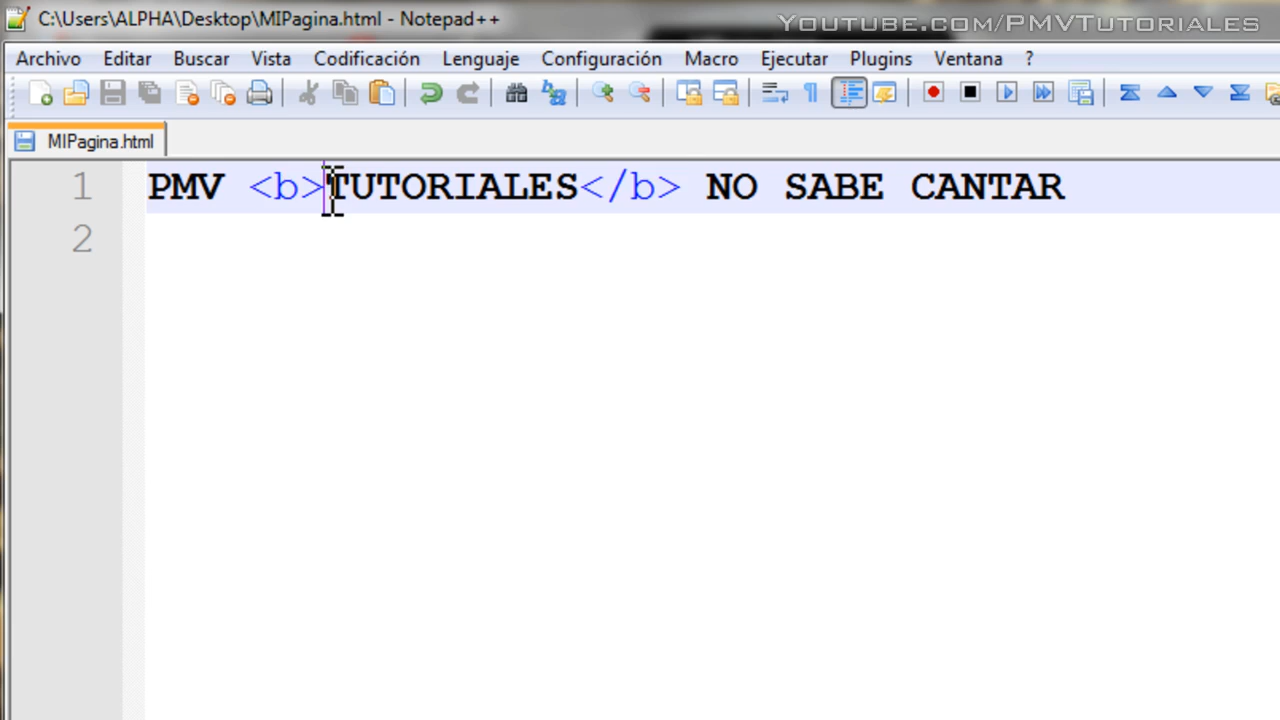 C:\Users\ALPHA\Desktop\MIPagina.html - Notepad++
Youtube.com/PMVTutoriales
Archivo Editar Buscar Vista Codificación Lenguaje Configuración Macro Ejecutar Plugins Ventana ?
MIPagina.html
1 PMV <b>TUTORIALES</b> NO SABE CANTAR
2